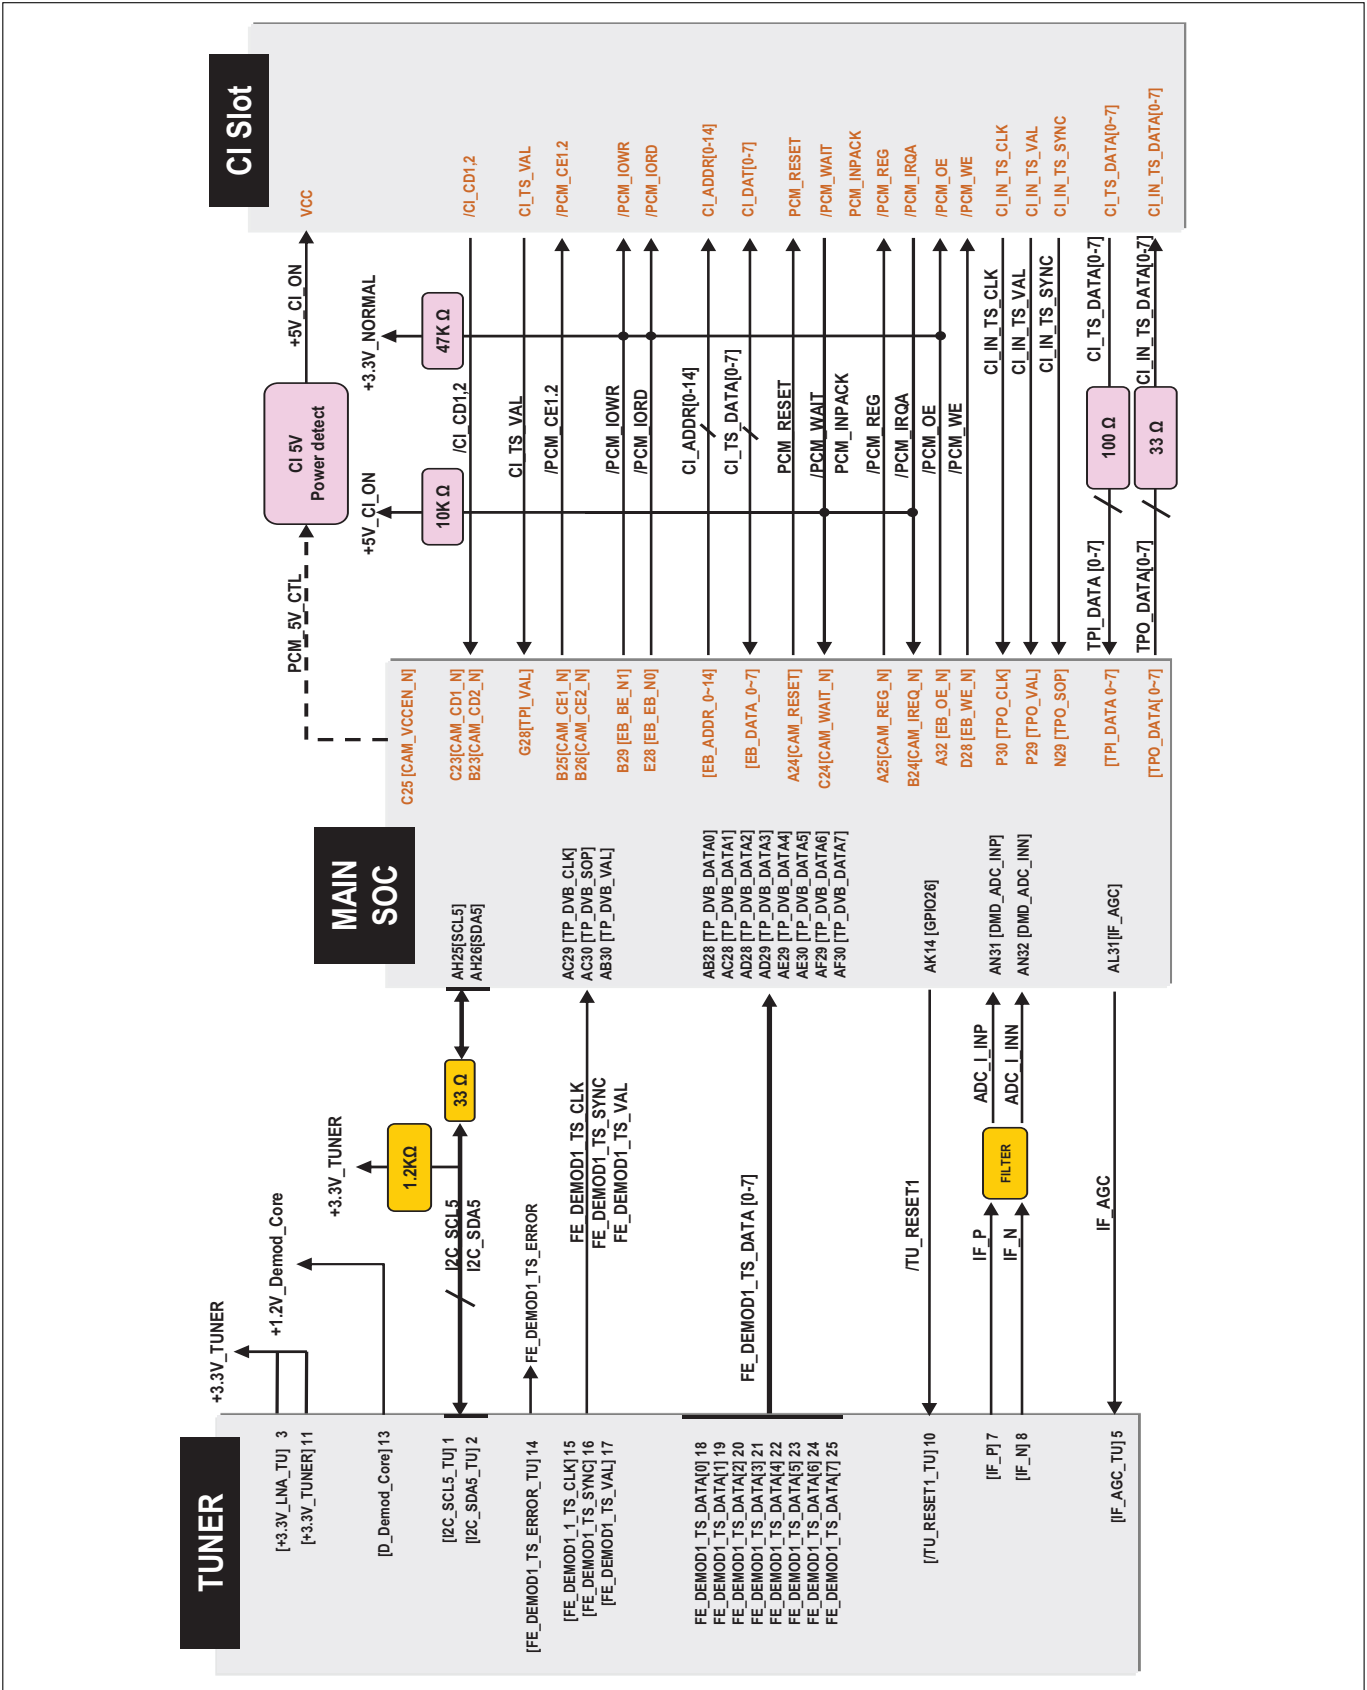 CI Slot
VCC
/CI_CD1,2
CI_TS_VAL
/PCM_CE1.2
/PCM_IOWR
/PCM_IORD
CI_ADDR[0-14]
CI_DAT[0-7]
PCM_RESET
/PCM_WAIT
PCM_INPACK
/PCM_REG
/PCM_IRQA
/PCM_OE
/PCM_WE
CI_IN_TS_CLK
CI_IN_TS_VAL
CI_IN_TS_SYNC
CI_TS_DATA[0~7]
CI_IN_TS_DATA[0-7]
+5V_CI_ON
CI 5V
Power detect
PCM_5V_CTL
+3.3V_NORMAL
47K Ω
+5V_CI_ON
10K Ω
/CI_CD1,2
CI_TS_VAL
/PCM_CE1.2
/PCM_IOWR
/PCM_IORD
CI_ADDR[0-14]
CI_TS_DATA[0-7]
PCM_RESET
/PCM_WAIT
PCM_INPACK
/PCM_REG
/PCM_IRQA
/PCM_OE
/PCM_WE
CI_IN_TS_CLK
CI_IN_TS_VAL
CI_IN_TS_SYNC
CI_TS_DATA[0-7]
CI_IN_TS_DATA[0-7]
100 Ω
33 Ω
TPI_DATA [0-7]
TPO_DATA[0-7]
MAIN
SOC
C25 [CAM_VCCEN_N]
C23[CAM_CD1_N]
B23[CAM_CD2_N]
G28[TPI_VAL]
B25[CAM_CE1_N]
B26[CAM_CE2_N]
B29 [EB_BE_N1]
E28 [EB_EB_N0]
[EB_ADDR_0~14]
[EB_DATA_0~7]
A24[CAM_RESET]
C24[CAM_WAIT_N]
A25[CAM_REG_N]
B24[CAM_IREQ_N]
A32 [EB_OE_N]
D28 [EB_WE_N]
P30 [TPO_CLK]
P29 [TPO_VAL]
N29 [TPO_SOP]
[TPI_DATA 0~7]
[TPO_DATA[ 0~7]
AH25[SCL5]
AH26[SDA5]
AC29 [TP_DVB_CLK]
AC30 [TP_DVB_SOP]
AB30 [TP_DVB_VAL]
AB28 [TP_DVB_DATA0]
AC28 [TP_DVB_DATA1]
AD28 [TP_DVB_DATA2]
AD29 [TP_DVB_DATA3]
AE29 [TP_DVB_DATA4]
AE30 [TP_DVB_DATA5]
AF29 [TP_DVB_DATA6]
AF30 [TP_DVB_DATA7]
AK14 [GPIO26]
AN31 [DMD_ADC_INP]
AN32 [DMD_ADC_INN]
AL31[IF_AGC]
+3.3V_TUNER
+1.2V_Demod_Core
+3.3V_TUNER
1.2KΩ
33 Ω
I2C_SCL5
I2C_SDA5
FE_DEMOD1_TS_ERROR
FE_DEMOD1_TS_CLK
FE_DEMOD1_TS_SYNC
FE_DEMOD1_TS_VAL
FE_DEMOD1_TS_DATA [0-7]
/TU_RESET1
IF_P
IF_N
FILTER
ADC_I_INP
ADC_I_INN
IF_AGC
TUNER
[+3.3V_LNA_TU] 3
[+3.3V_TUNER] 11
[D_Demod_Core] 13
[I2C_SCL5_TU] 1
[I2C_SDA5_TU] 2
[FE_DEMOD1_TS_ERROR_TU] 14
[FE_DEMOD1_1_TS_CLK] 15
[FE_DEMOD1_TS_SYNC] 16
[FE_DEMOD1_TS_VAL] 17
FE_DEMOD1_TS_DATA[0] 18
FE_DEMOD1_TS_DATA[1] 19
FE_DEMOD1_TS_DATA[2] 20
FE_DEMOD1_TS_DATA[3] 21
FE_DEMOD1_TS_DATA[4] 22
FE_DEMOD1_TS_DATA[5] 23
FE_DEMOD1_TS_DATA[6] 24
FE_DEMOD1_TS_DATA[7] 25
[/TU_RESET1_TU] 10
[IF_P] 7
[IF_N] 8
[IF_AGC_TU] 5